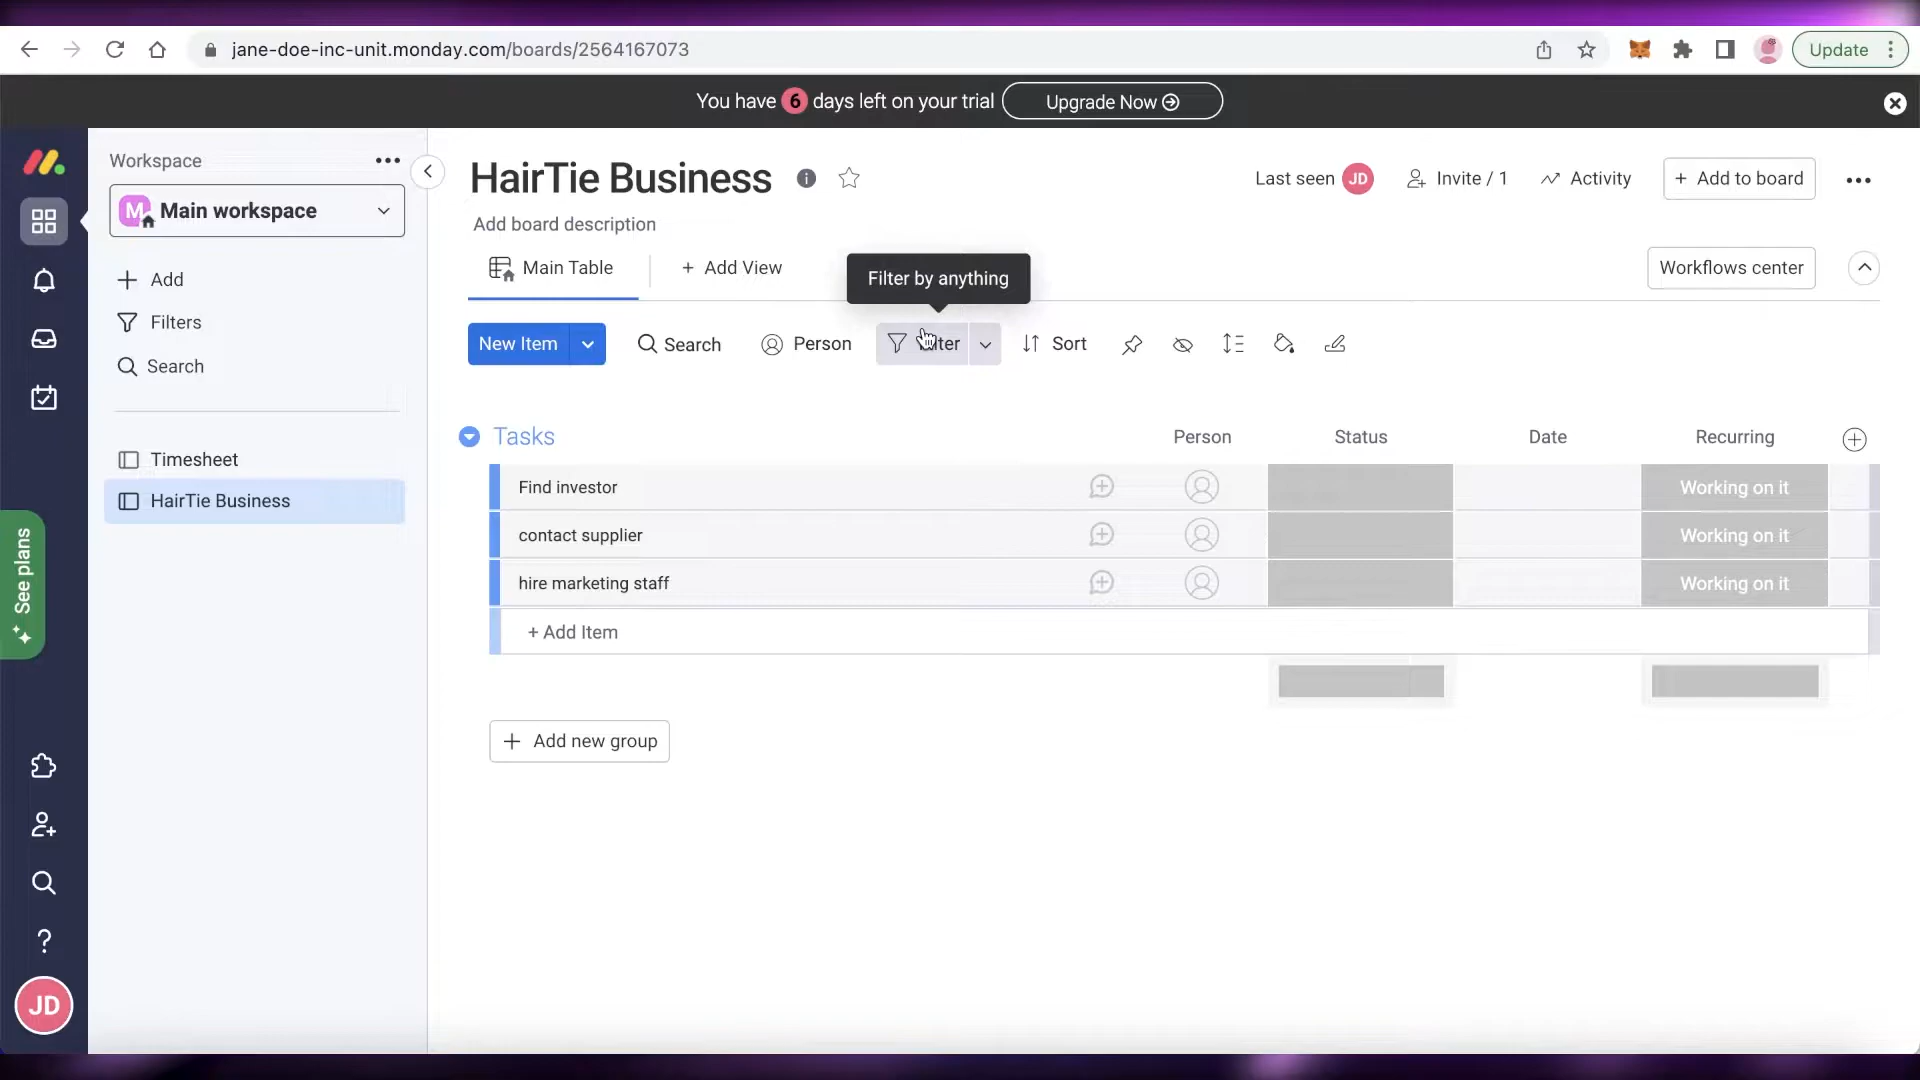 jane-doe-inc-unit.monday.com/boards/2564167073
Update
You have 6 days left on your trial
Upgrade Now
Workspace
M Main workspace
Add
Filters
Search
Timesheet
HairTie Business
See plans
JD
HairTie Business
Last seen JD
Invite / 1
Activity
+ Add to board
Add board description
Main Table
+ Add View
Filter by anything
Workflows center
New Item
Search
Person
Sort
Tasks
Person
Status
Date
Recurring
Find investor
Working on it
contact supplier
Working on it
hire marketing staff
Working on it
+ Add Item
+ Add new group